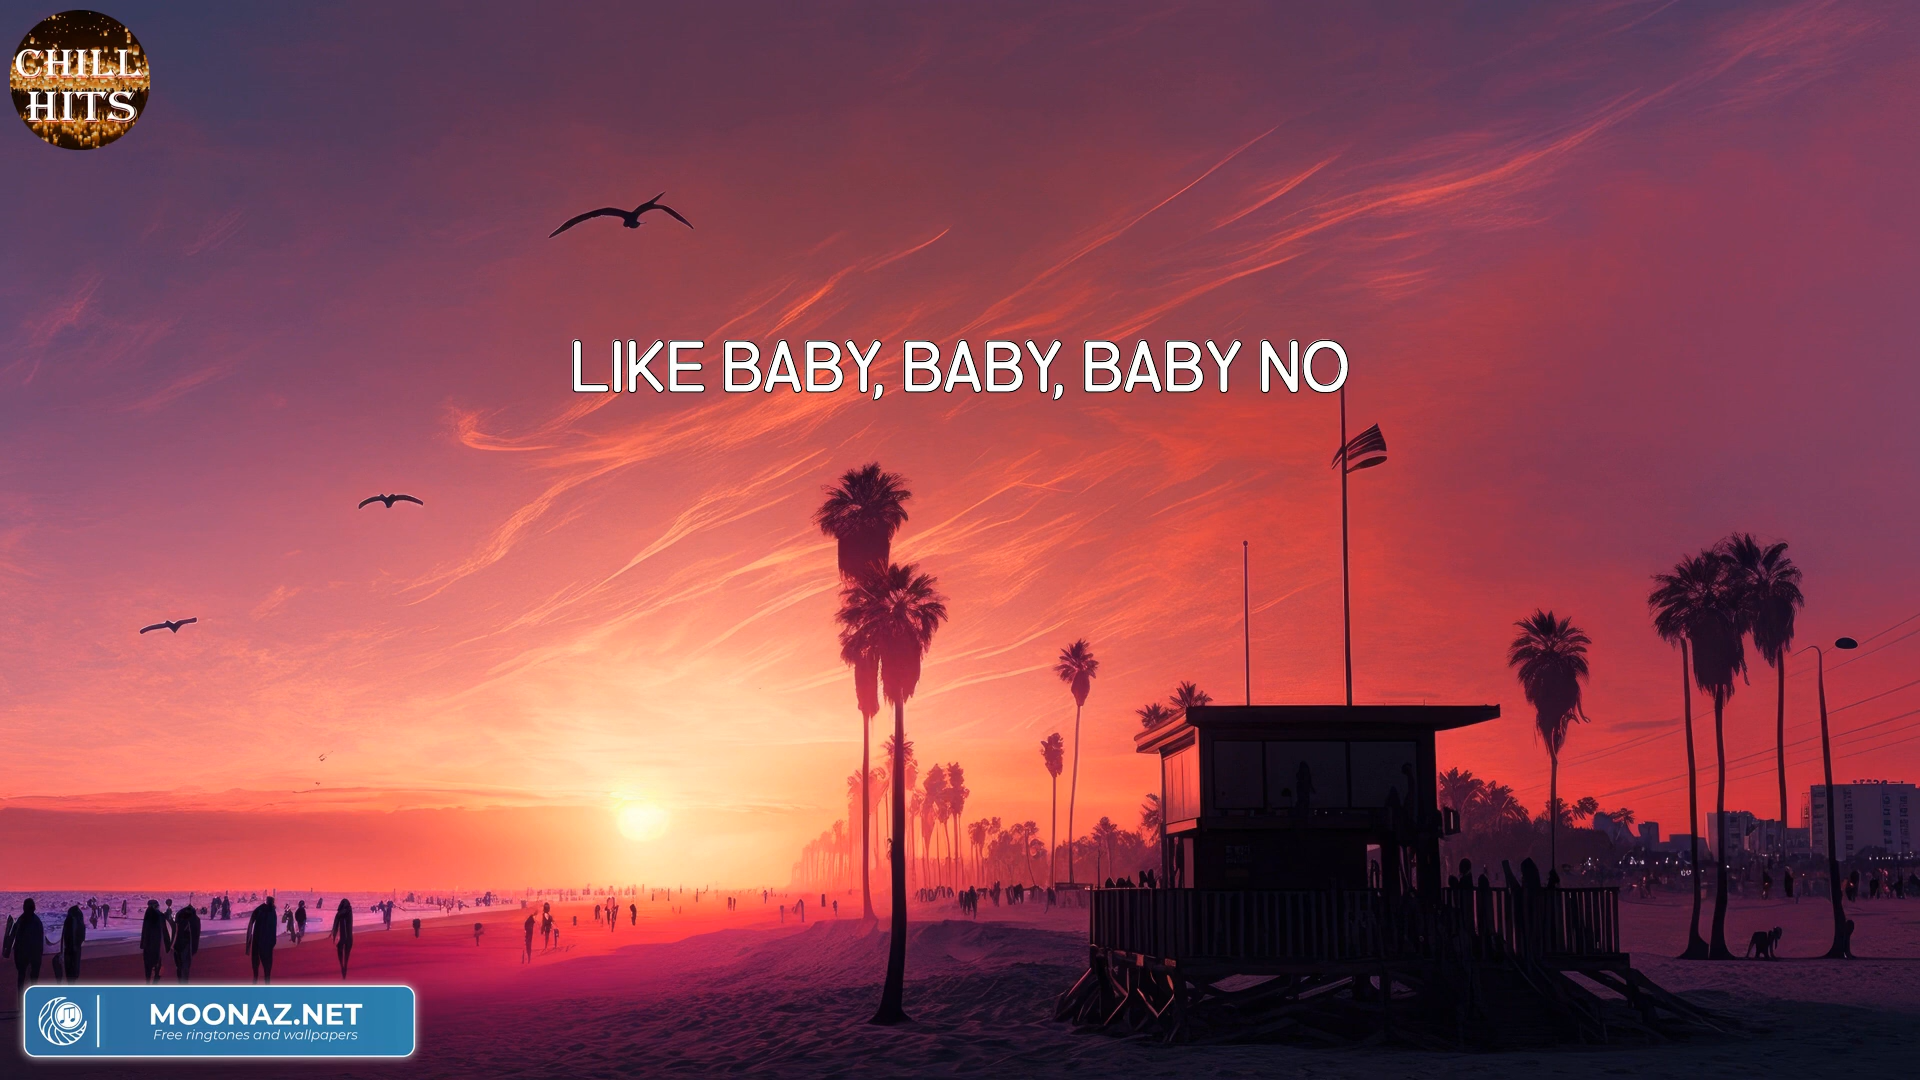 CHILL
HITS
LIKE BABY, BABY, BABY NO
MOONAZ.NET
Free ringtones and wallpapers